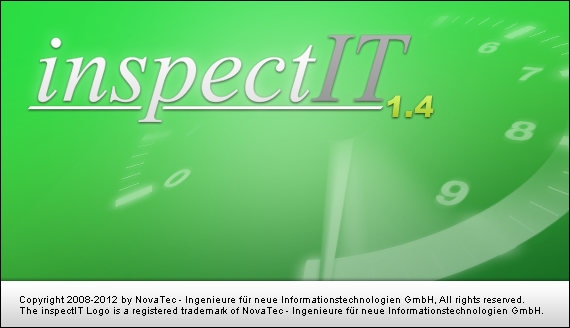 inspectIT
1.4
6
7
8
9
0
Copyright 2008-2012 by NovaTec - Ingenieure für neue Informationstechnologien GmbH, All rights reserved.
The inspectIT Logo is a registered trademark of NovaTec - Ingenieure für neue Informationstechnologien GmbH.